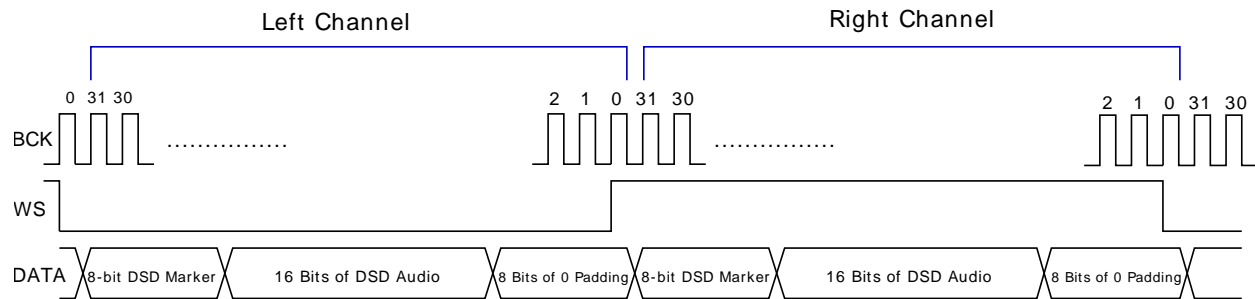 Left Channel Right Channel
0 31 30 2 1 0 31 30 2 1 0 31 30
BCK ................ ................
WS
DATA 8-bit DSD Marker 16 Bits of DSD Audio 8 Bits of 0 Padding 8-bit DSD Marker 16 Bits of DSD Audio 8 Bits of 0 Padding